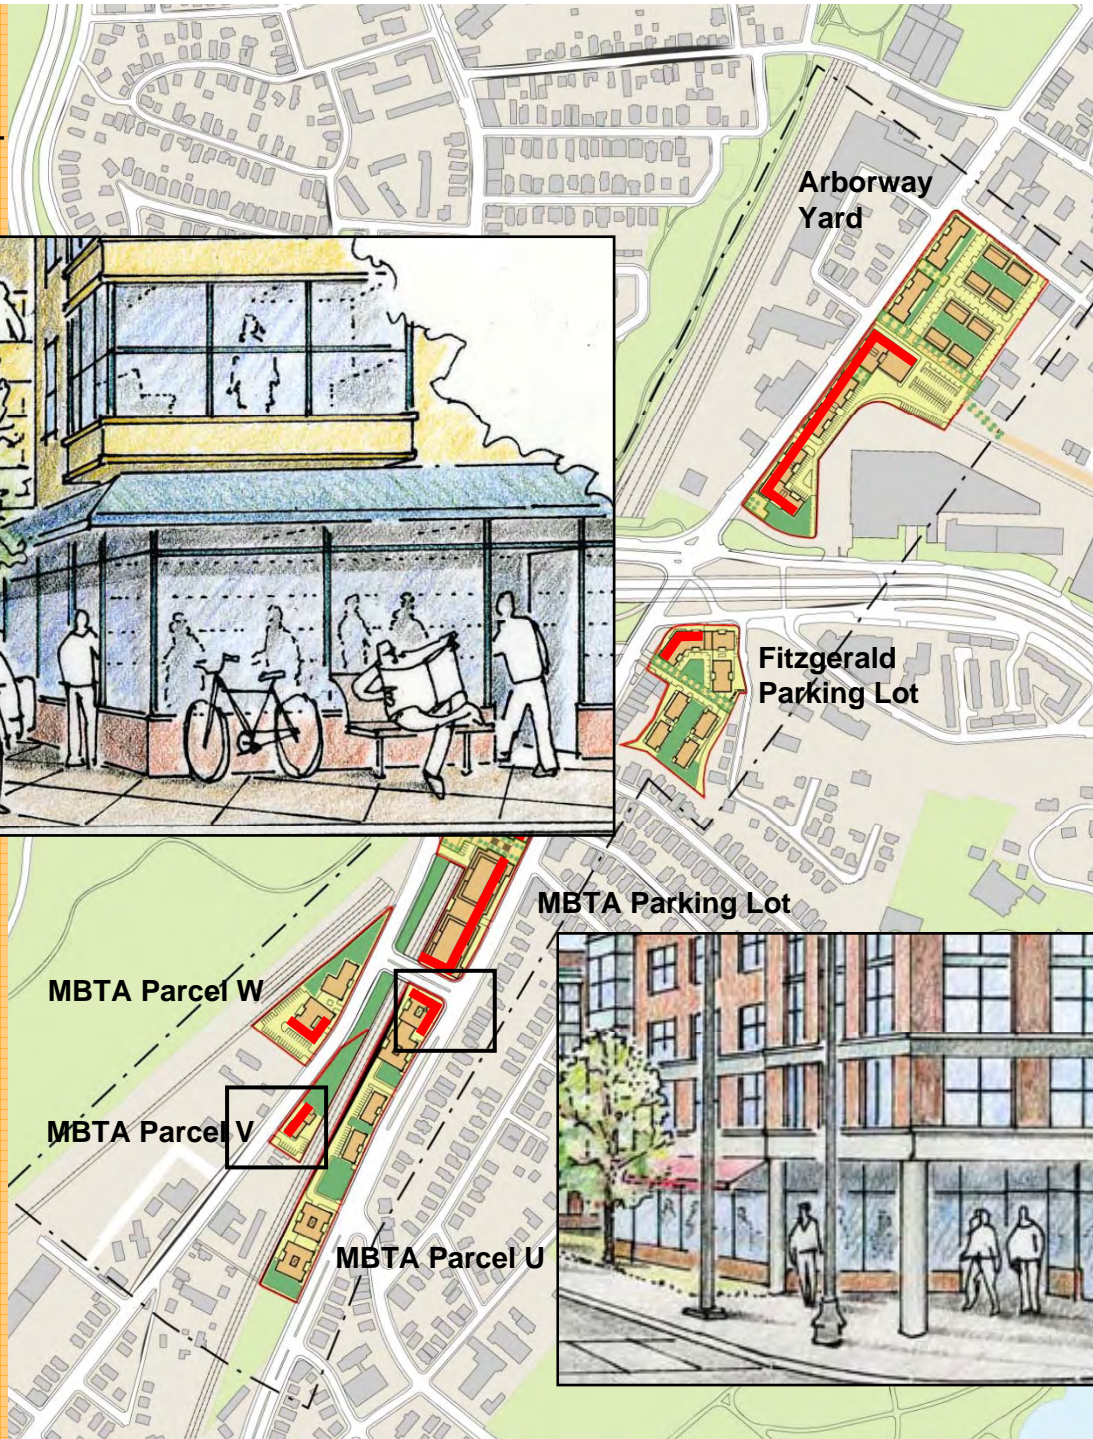 Arborway
Yard
Fitzgerald
Parking Lot
MBTA Parking Lot
MBTA Parcel W
MBTA Parcel V
MBTA Parcel U